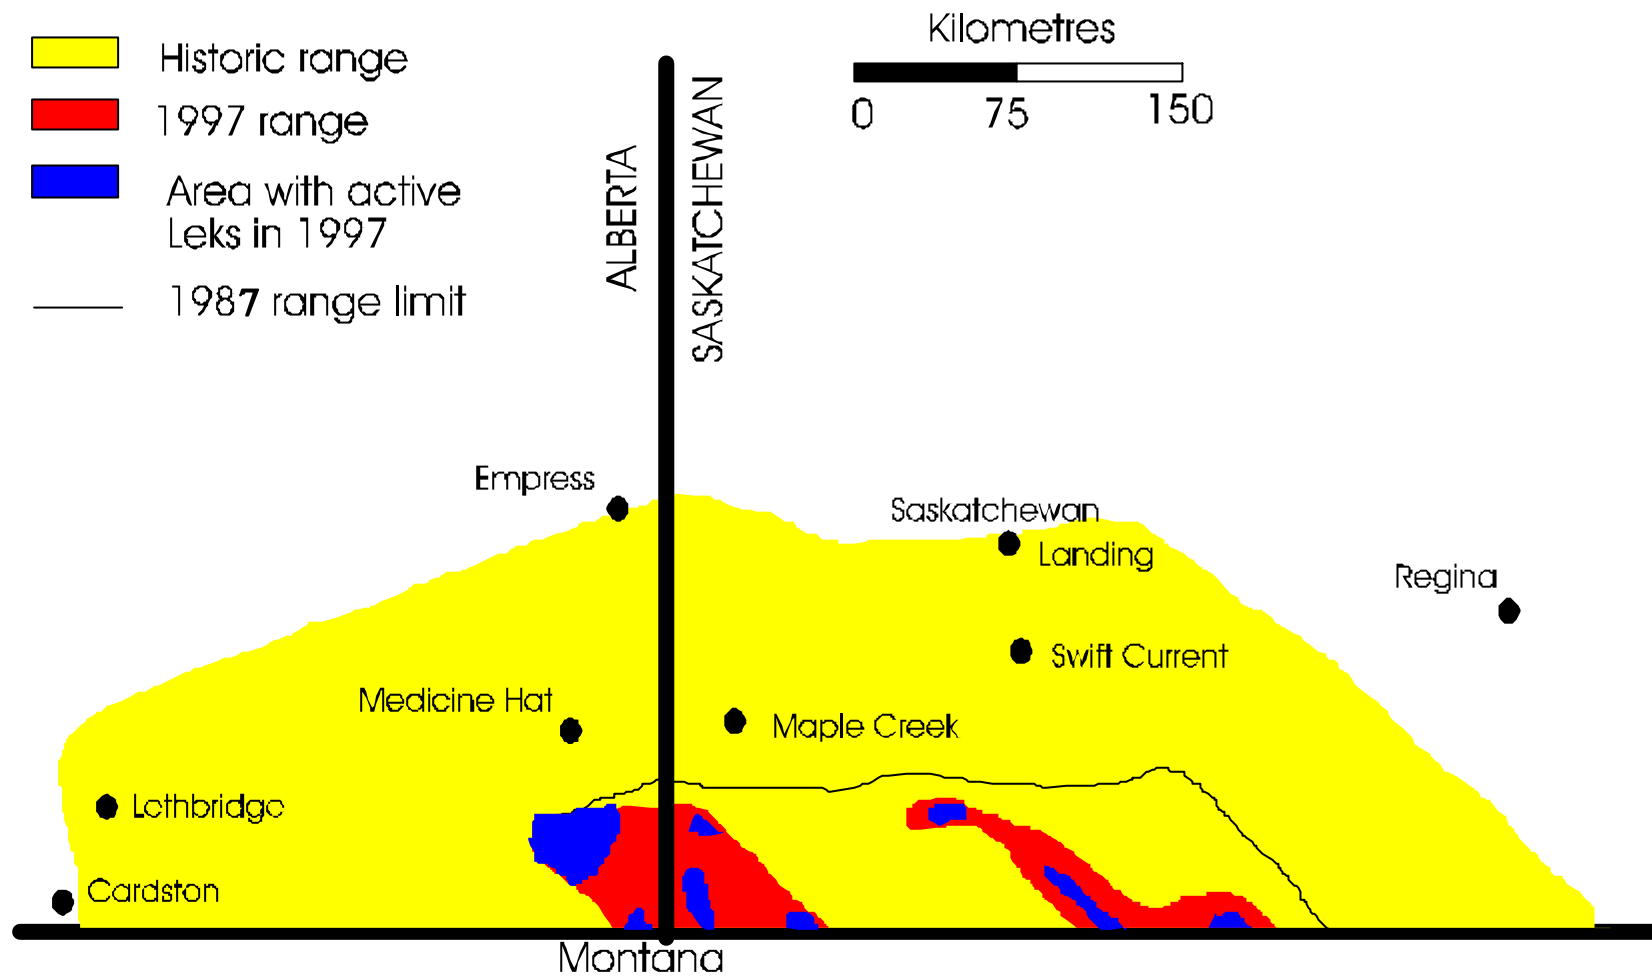 Historic range
1997 range
Area with active
Leks in 1997
1987 range limit
Kilometres
0 75 150
ALBERTA
SASKATCHEWAN
Empress
Saskatchewan
Landing
Regina
Swift Current
Medicine Hat
Maple Creek
Lethbridge
Cardston
Montana